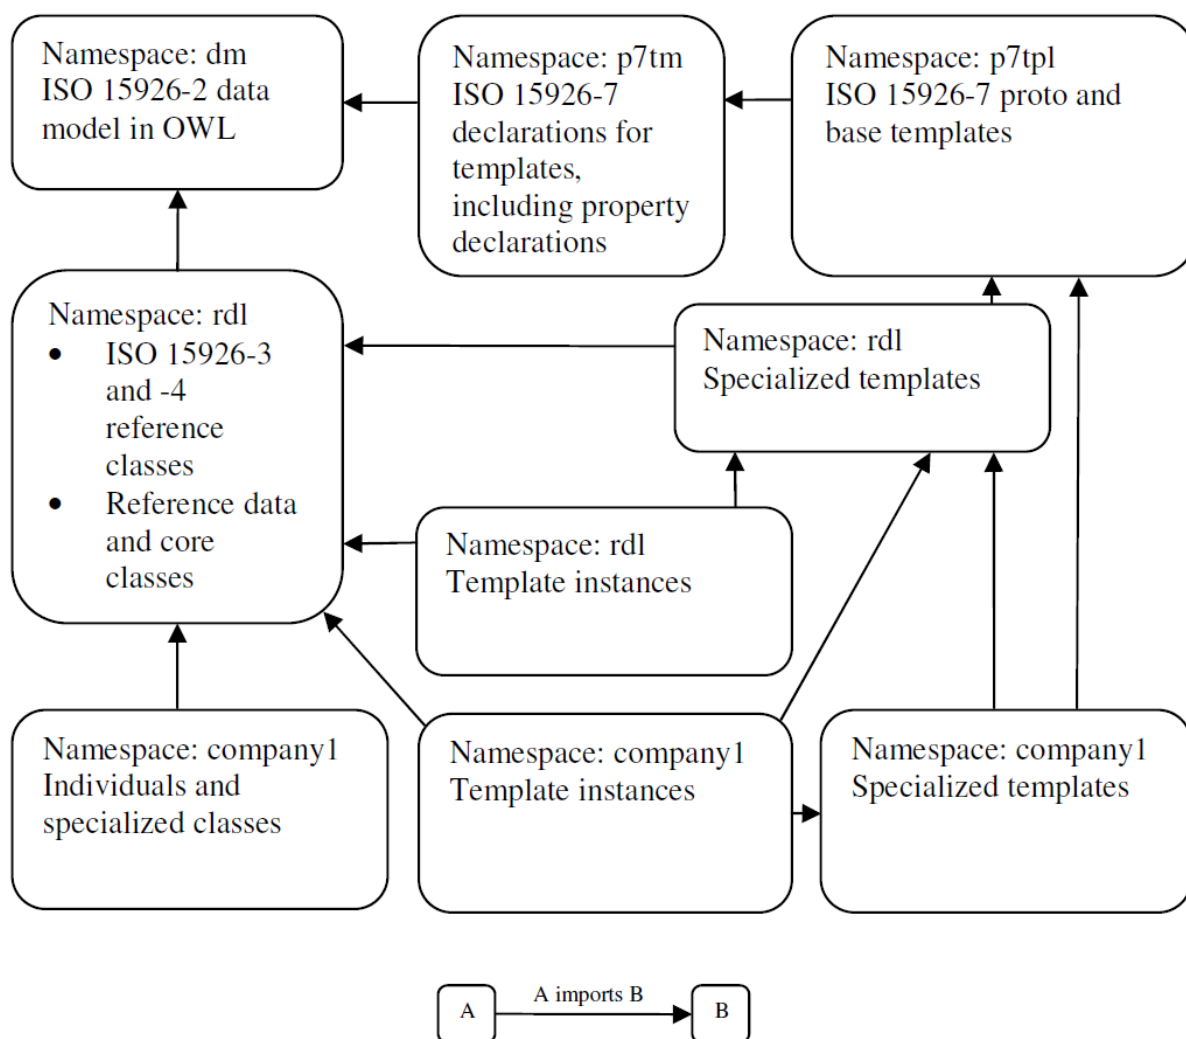 Namespace: dm
ISO 15926-2 data
model in OWL
Namespace: p7tm
ISO 15926-7
declarations for
templates,
including property
declarations
Namespace: p7tpl
ISO 15926-7 proto and
base templates
Namespace: rdl
• ISO 15926-3
and -4
reference
classes
• Reference data
and core
classes
Namespace: rdl
Specialized templates
Namespace: rdl
Template instances
Namespace: company1
Individuals and
specialized classes
Namespace: company1
Template instances
Namespace: company1
Specialized templates
A
A imports B
B